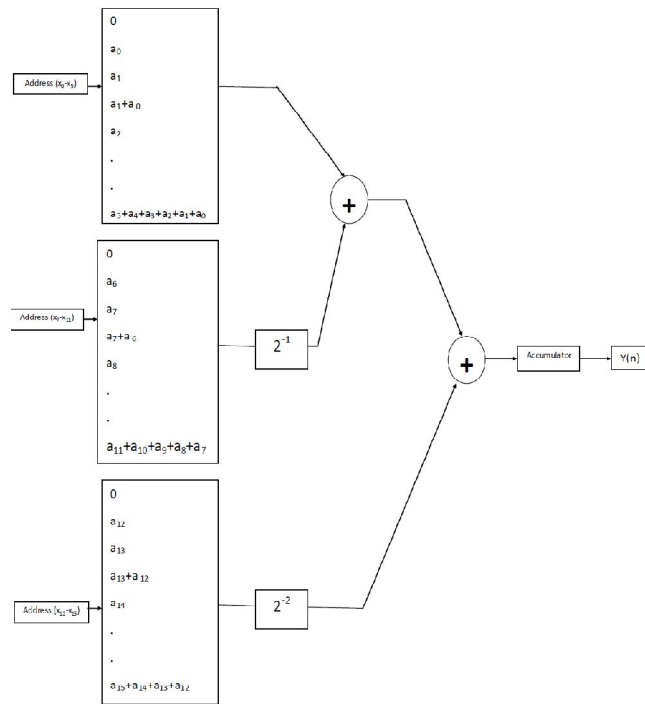 0
a₀
a₁
Address (x₀-x₅)
a₁+a₀
a₂
.
.
a₅+a₄+a₃+a₂+a₁+a₀
+
0
a₆
a₇
Address (x₆-x₁₁)
a₇+a₆
2⁻¹
a₈
.
.
a₁₁+a₁₀+a₉+a₈+a₇
+
Accumulator
Y(n)
0
a₁₂
a₁₃
a₁₃+a₁₂
Address (x₁₂-x₁₅)
a₁₄
2⁻²
.
.
a₁₅+a₁₄+a₁₃+a₁₂